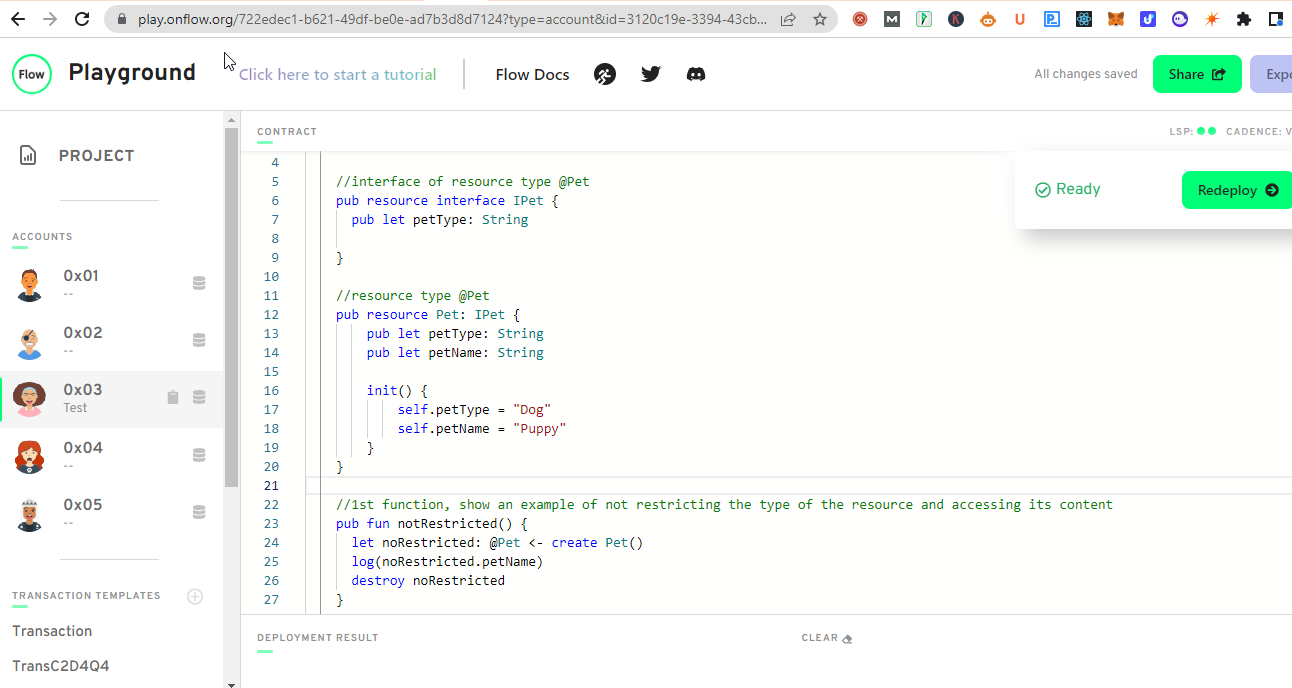 play.onflow.org/722edec1-b621-49df-be0e-ad7b3d8d7124?type=account&id=3120c19e-3394-43cb...
Flow Playground Click here to start a tutorial Flow Docs All changes saved Share Expo
PROJECT
ACCOUNTS
0x01
--
0x02
--
0x03
Test
0x04
--
0x05
--
TRANSACTION TEMPLATES
Transaction
TransC2D4Q4
CONTRACT LSP: CADENCE: V
Ready Redeploy
4
5 //interface of resource type @Pet
6 pub resource interface IPet {
7 pub let petType: String
8
9 }
10
11 //resource type @Pet
12 pub resource Pet: IPet {
13 pub let petType: String
14 pub let petName: String
15
16 init() {
17 self.petType = "Dog"
18 self.petName = "Puppy"
19 }
20 }
21
22 //1st function, show an example of not restricting the type of the resource and accessing its content
23 pub fun notRestricted() {
24 let noRestricted: @Pet <- create Pet()
25 log(noRestricted.petName)
26 destroy noRestricted
27 }
DEPLOYMENT RESULT CLEAR